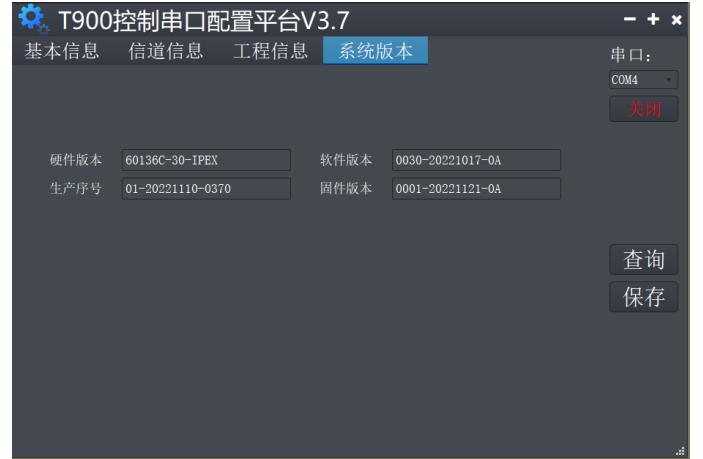 T900控制串口配置平台V3.7
基本信息 信道信息 工程信息 系统版本
串口:
COM4
关闭
硬件版本 60136C-30-IPEX 软件版本 0030-20221017-0A
生产序号 01-20221110-0370 固件版本 0001-20221121-0A
查询
保存